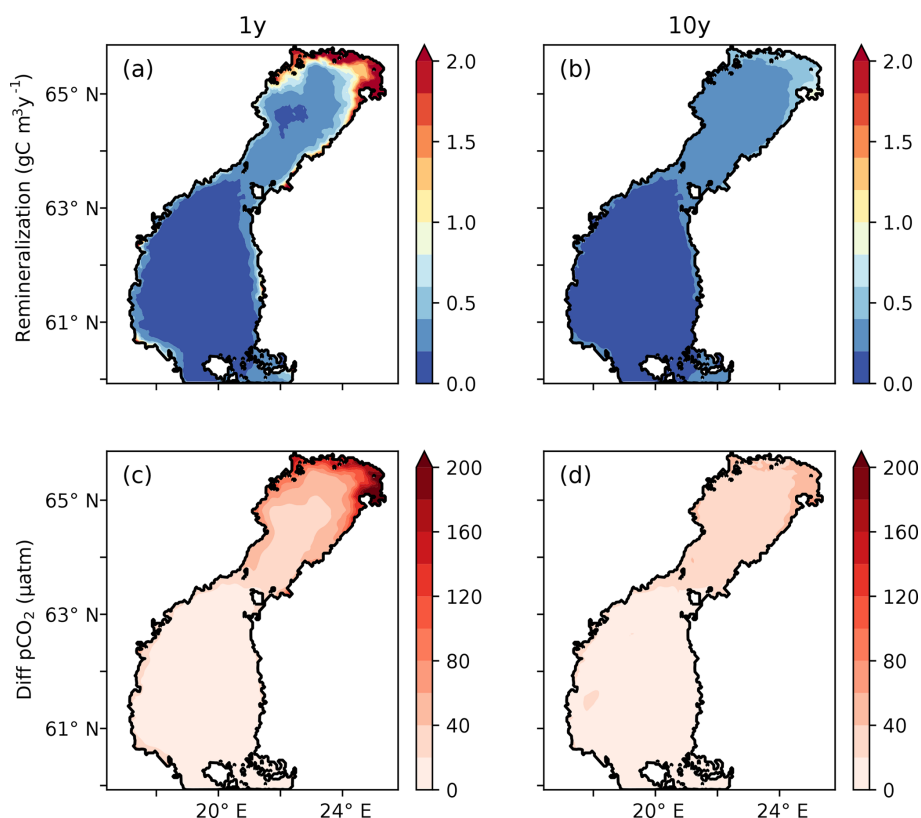 1y
10y
Remineralization (gC m³y⁻¹)
(a)
65° N
63° N
61° N
2.0
1.5
1.0
0.5
0.0
(b)
2.0
1.5
1.0
0.5
0.0
Diff pCO₂ (μatm)
(c)
65° N
63° N
61° N
20° E
24° E
200
160
120
80
40
0
(d)
20° E
24° E
200
160
120
80
40
0